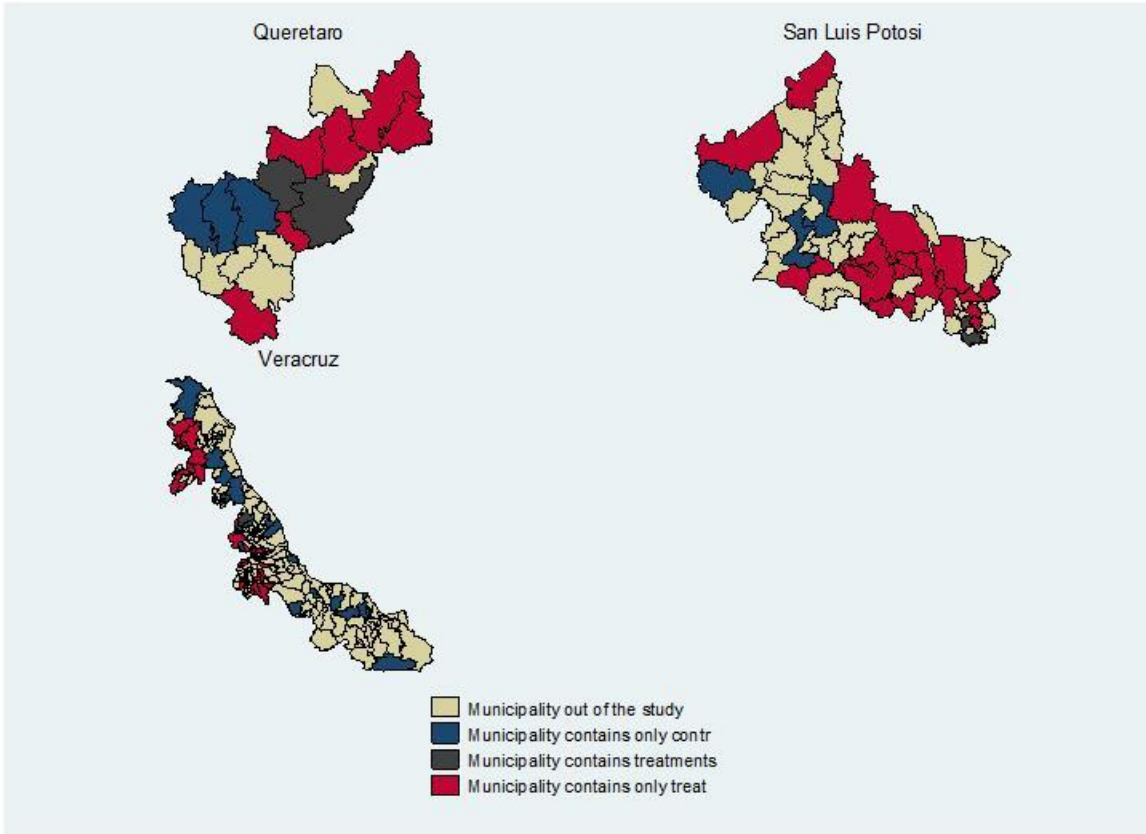 Queretaro
San Luis Potosi
Veracruz
Municipality out of the study
Municipality contains only contr
Municipality contains treatments
Municipality contains only treat